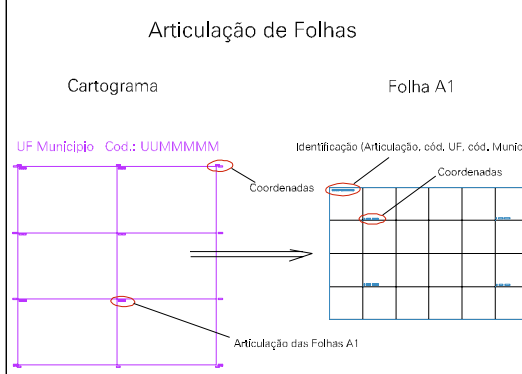 Articulação de Folhas
Cartograma
Folha A1
UF Municipio Cod.: UUMMMMM
Identificação (Articulação, cód. UF, cód. Munic
Coordenadas
Coordenadas
Articulação das Folhas A1